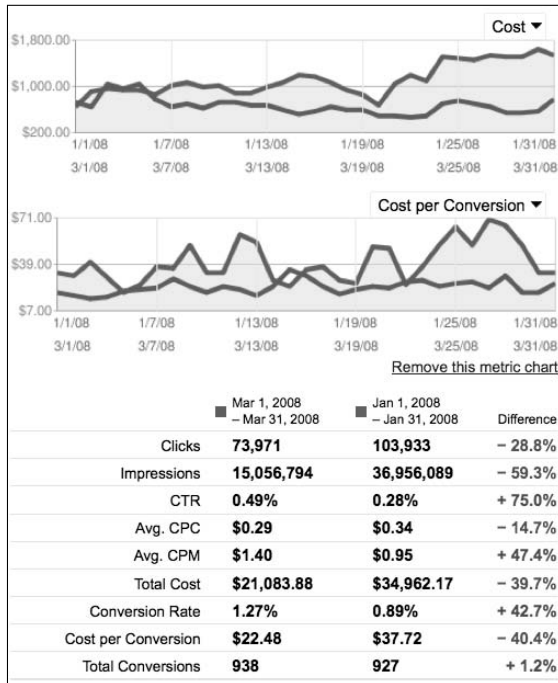 Cost ▼
$1,800.00
$1,000.00
$200.00
1/1/08 1/7/08 1/13/08 1/19/08 1/25/08 1/31/08
3/1/08 3/7/08 3/13/08 3/19/08 3/25/08 3/31/08
Cost per Conversion ▼
$71.00
$39.00
$7.00
1/1/08 1/7/08 1/13/08 1/19/08 1/25/08 1/31/08
3/1/08 3/7/08 3/13/08 3/19/08 3/25/08 3/31/08
Remove this metric chart
Mar 1, 2008 Jan 1, 2008
– Mar 31, 2008 – Jan 31, 2008 Difference
Clicks 73,971 103,933 − 28.8%
Impressions 15,056,794 36,956,089 − 59.3%
CTR 0.49% 0.28% + 75.0%
Avg. CPC $0.29 $0.34 − 14.7%
Avg. CPM $1.40 $0.95 + 47.4%
Total Cost $21,083.88 $34,962.17 − 39.7%
Conversion Rate 1.27% 0.89% + 42.7%
Cost per Conversion $22.48 $37.72 − 40.4%
Total Conversions 938 927 + 1.2%